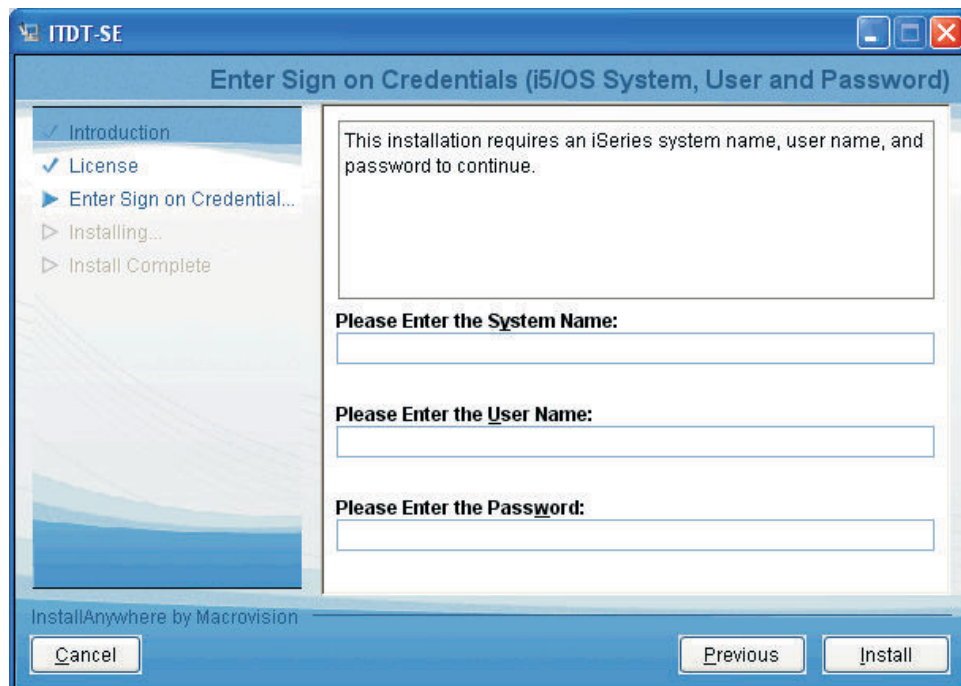 ITDT-SE
Enter Sign on Credentials (i5/OS System, User and Password)
Introduction
License
Enter Sign on Credential...
Installing...
Install Complete
This installation requires an iSeries system name, user name, and
password to continue.
Please Enter the System Name:
Please Enter the User Name:
Please Enter the Password:
InstallAnywhere by Macrovision
Cancel
Previous
Install